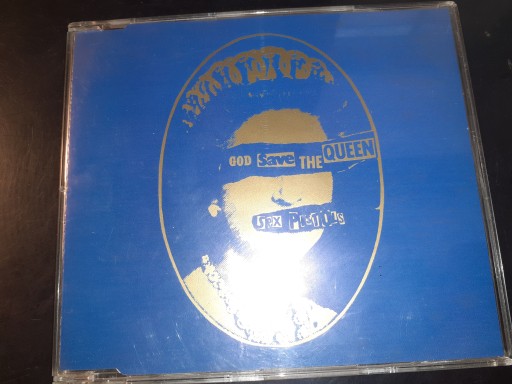 GOD save THE QUEEN
SEX PISTOLS